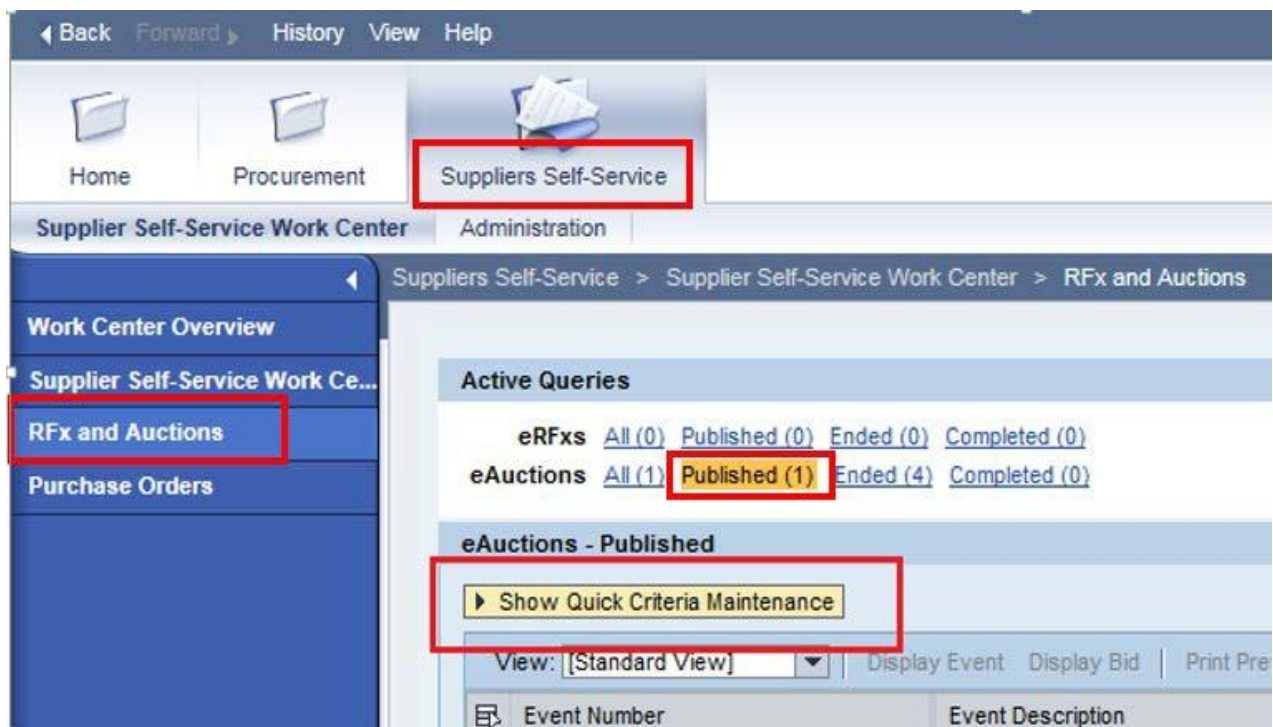 Back Forward History View Help
Home Procurement Suppliers Self-Service
Supplier Self-Service Work Center Administration
Suppliers Self-Service > Supplier Self-Service Work Center > RFx and Auctions
Work Center Overview
Supplier Self-Service Work Ce...
RFx and Auctions
Purchase Orders
Active Queries
eRFxs All (0) Published (0) Ended (0) Completed (0)
eAuctions All (1) Published (1) Ended (4) Completed (0)
eAuctions - Published
Show Quick Criteria Maintenance
View: [Standard View] Display Event Display Bid Print Pre
Event Number Event Description